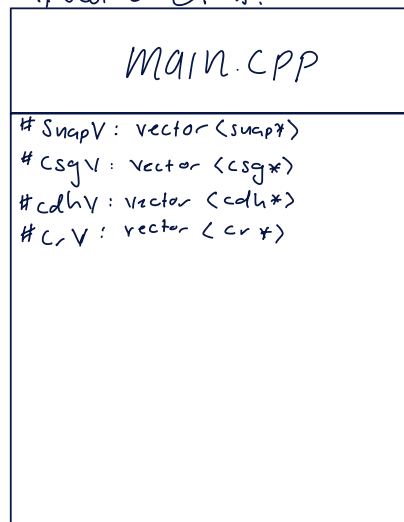 main.cpp
# SnapV : vector <snap*>
# csgV : vector <csg*>
# cdhV : vector <cdh*>
# CrV : vector < cr *>